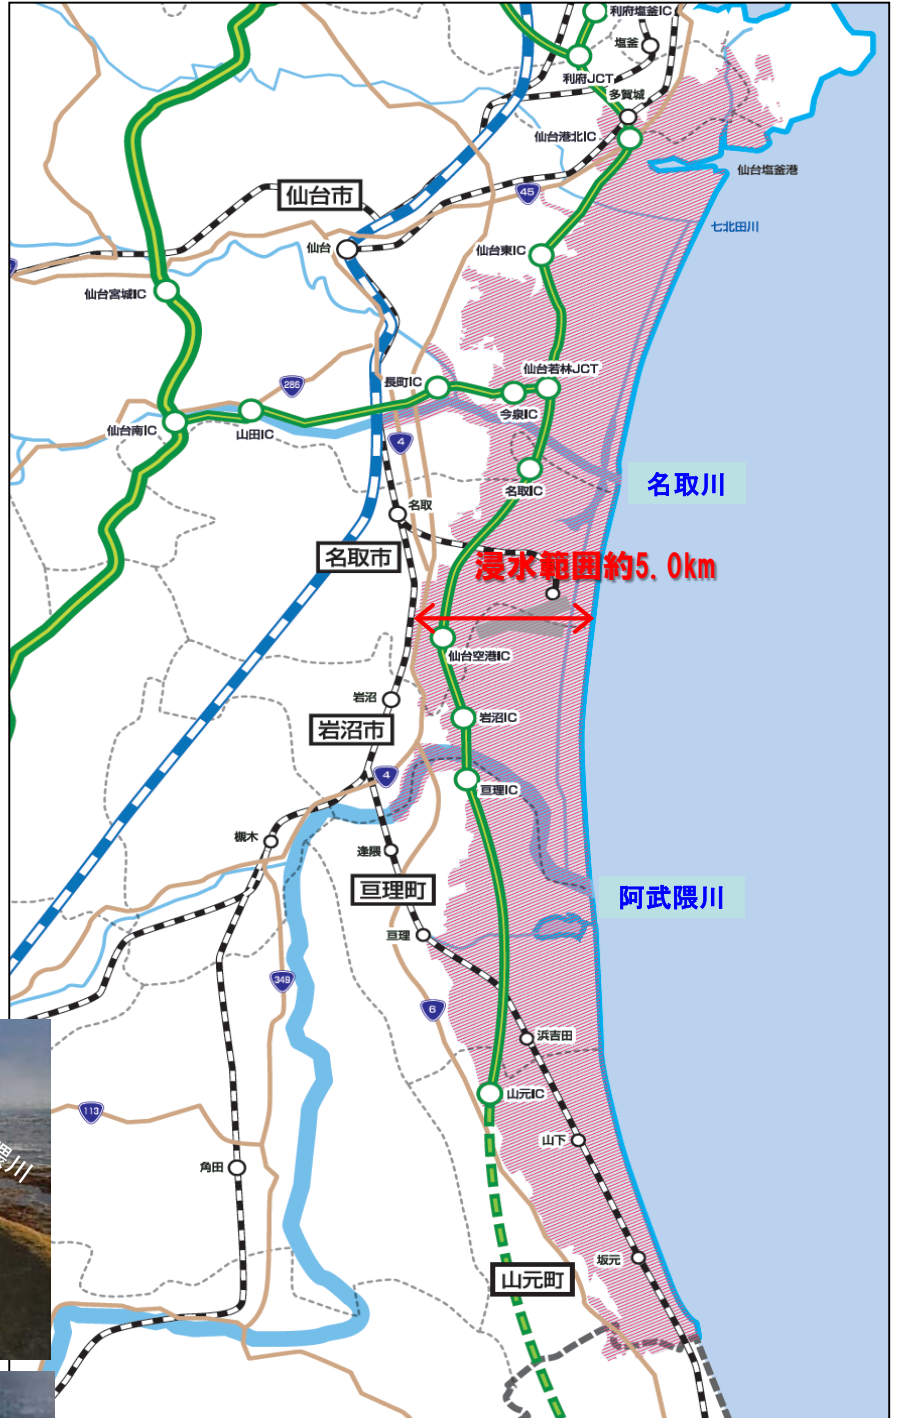 利府塩釜IC
塩釜
利府JCT
多賀城
仙台港北IC
仙台塩釜港
45
仙台市
七北田川
仙台
仙台東IC
仙台宮城IC
仙台若林JCT
長町IC
286
今泉IC
仙台南IC
山田IC
4
名取川
名取IC
名取
名取市
浸水範囲約5.0km
仙台空港IC
岩沼
岩沼IC
岩沼市
4
亘理IC
槻木
逢隈
亘理町
阿武隈川
亘理
349
6
浜吉田
山元IC
113
山下
隈川
角田
坂元
山元町